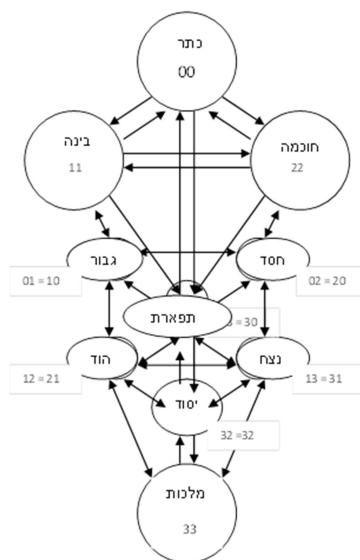 כתר
00
בינה
11
חוכמה
22
גבור
חסד
01 = 10
02 = 20
תפארת
3 = 30
הוד
נצח
12 = 21
13 = 31
יסוד
32 =32
מלכות
33